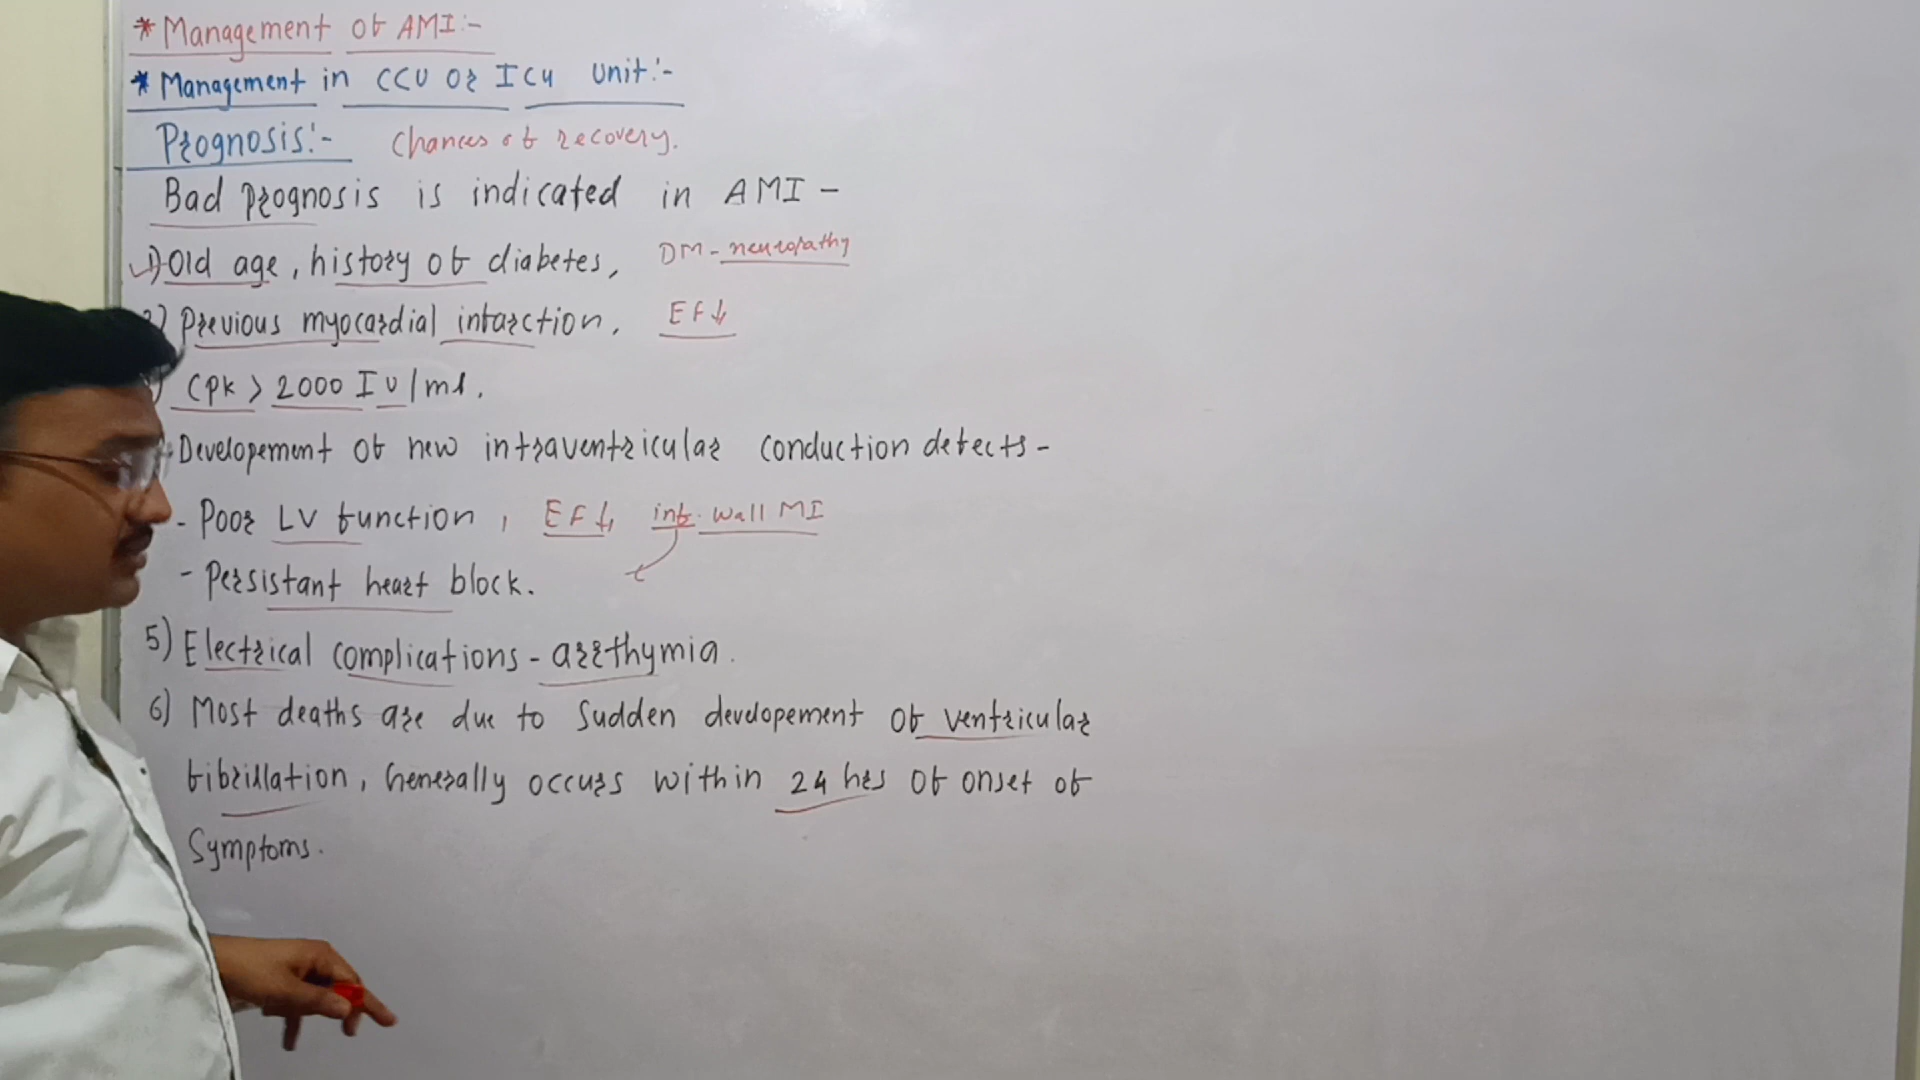 * Management of AMI:-
* Management in CCU or ICU Unit:-
Prognosis:- Chances of recovery.
Bad prognosis is indicated in AMI -
1) Old age, history of diabetes, DM - neuropathy
2) Previous myocardial infarction. EF↓
) CPK > 2000 IU/ml.
Developement of new intraventricular conduction defects-
- Poor LV function, EF↓, inf. wall MI
- Persistant heart block.
5) Electrical complications - arrthymia.
6) Most deaths are due to sudden developement of ventricular
fibrillation, Generally occurs within 24 hrs of onset of
Symptoms.